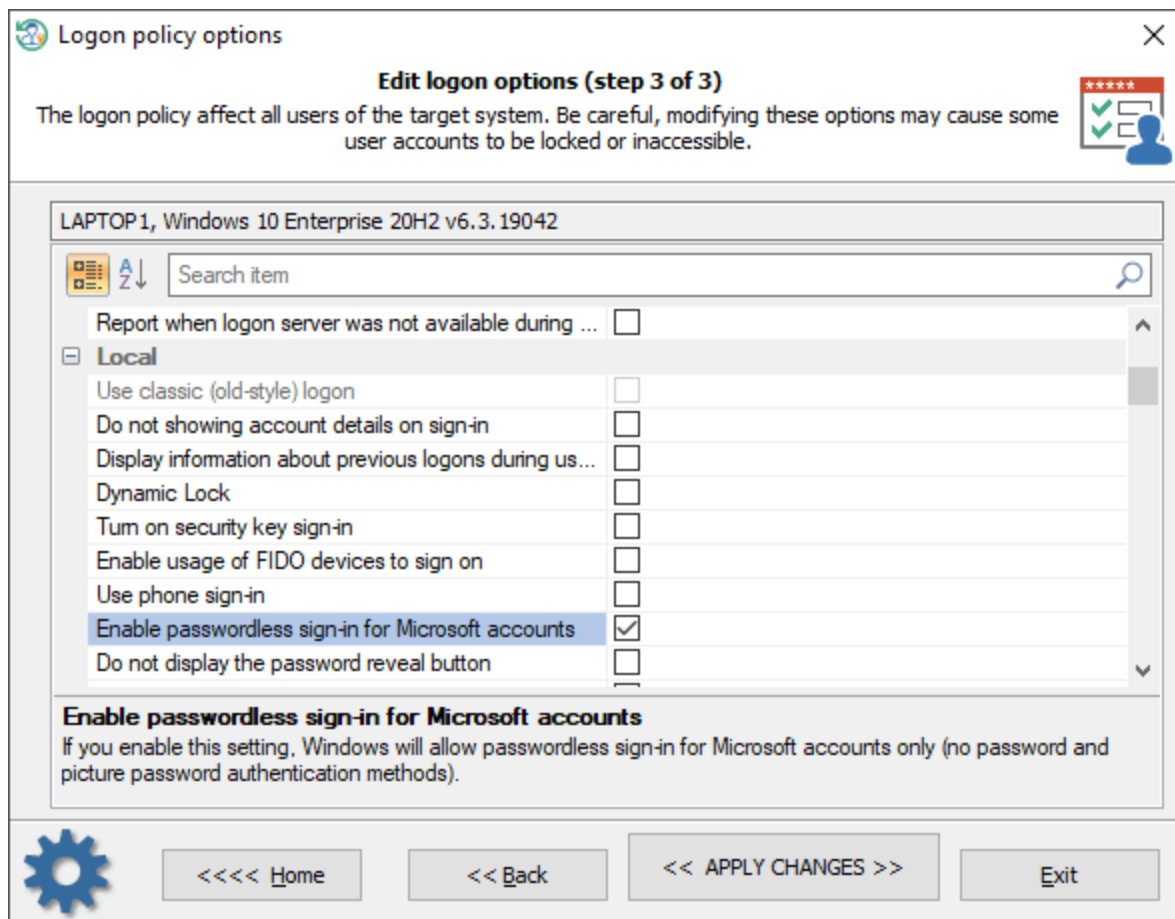 Logon policy options
Edit logon options (step 3 of 3)
The logon policy affect all users of the target system. Be careful, modifying these options may cause some
user accounts to be locked or inaccessible.
*****
LAPTOP1, Windows 10 Enterprise 20H2 v6.3.19042
A
Z
Search item
Report when logon server was not available during ...
Local
Use classic (old-style) logon
Do not showing account details on sign-in
Display information about previous logons during us...
Dynamic Lock
Turn on security key sign-in
Enable usage of FIDO devices to sign on
Use phone sign-in
Enable passwordless sign-in for Microsoft accounts
Do not display the password reveal button
Enable passwordless sign-in for Microsoft accounts
If you enable this setting, Windows will allow passwordless sign-in for Microsoft accounts only (no password and
picture password authentication methods).
<<<< Home
<< Back
<< APPLY CHANGES >>
Exit